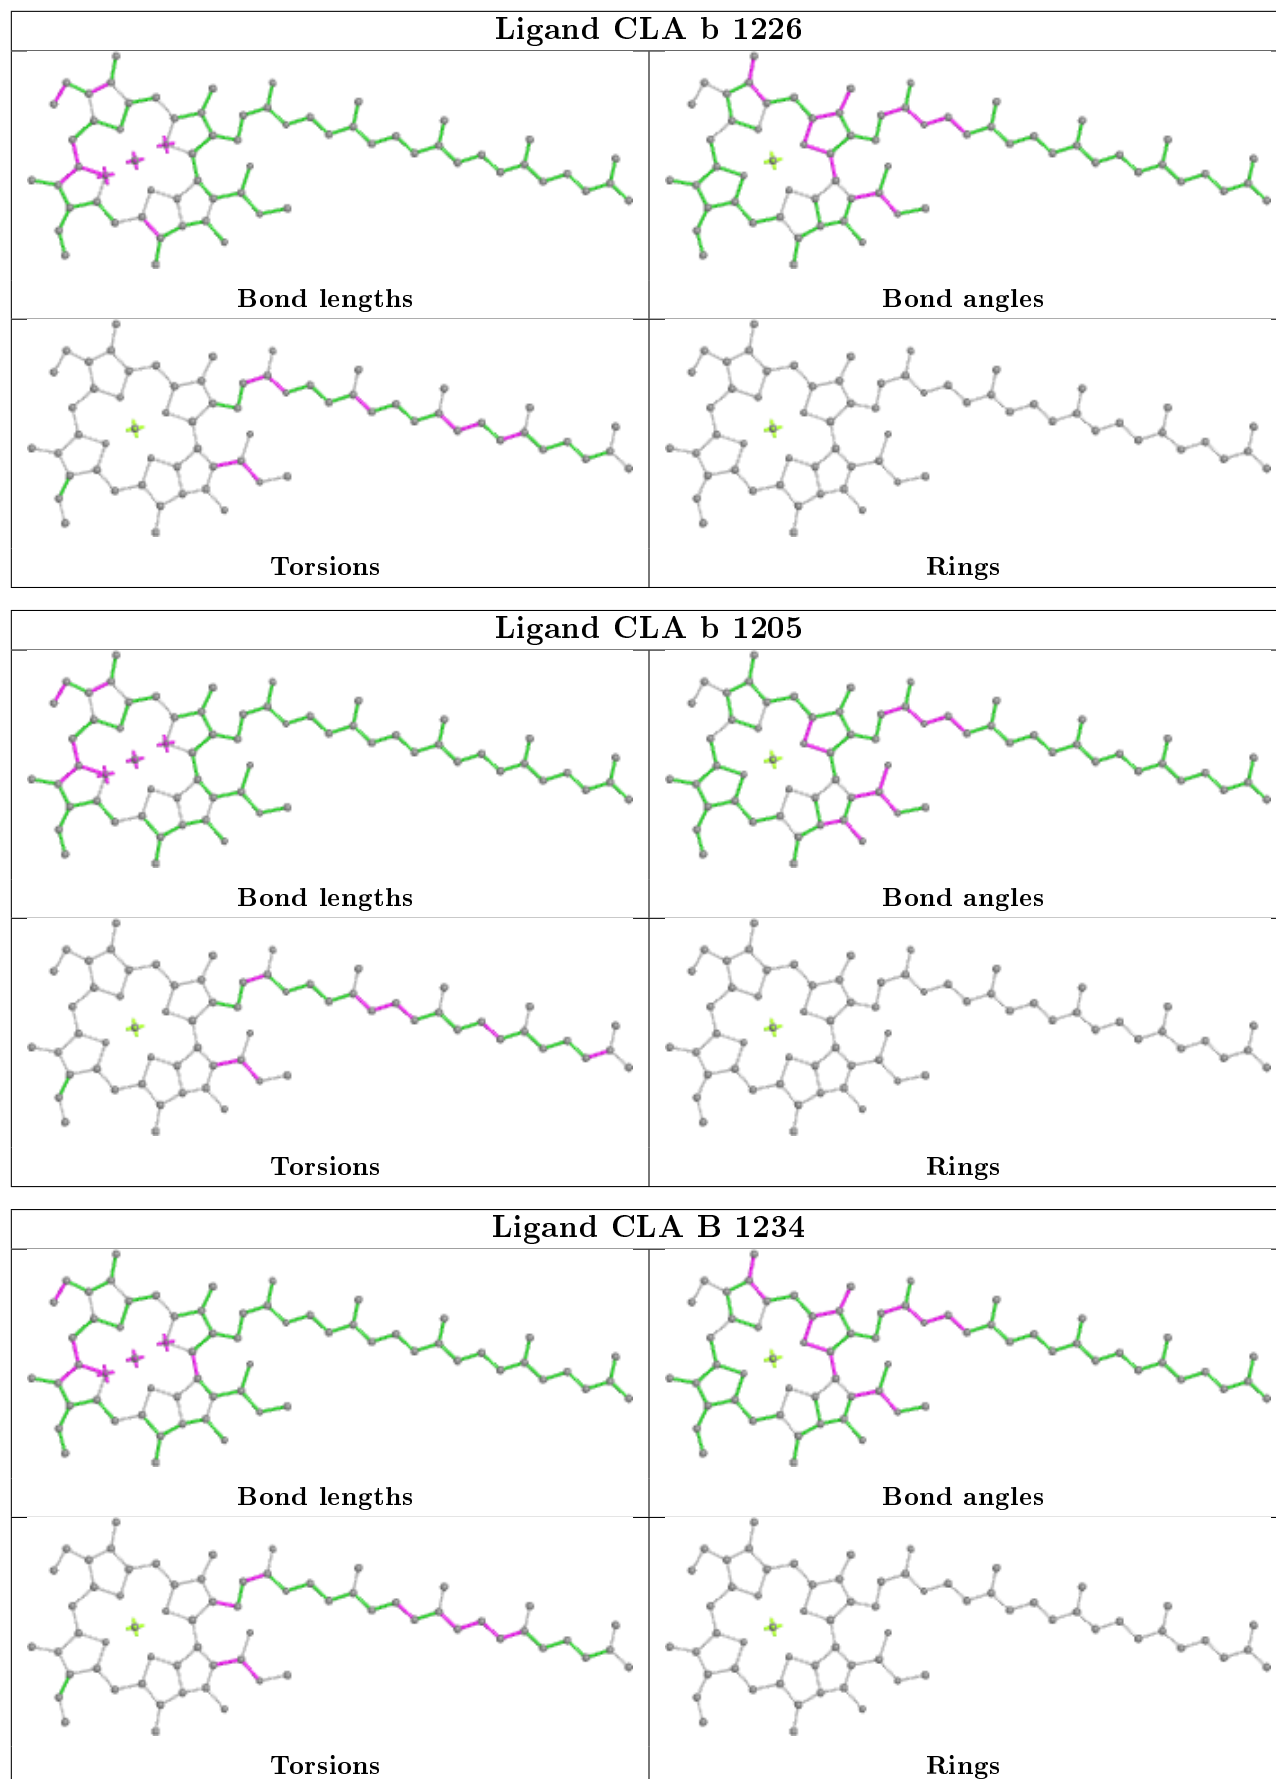 Ligand CLA b 1226
Bond lengths
Bond angles
Torsions
Rings
Ligand CLA b 1205
Bond lengths
Bond angles
Torsions
Rings
Ligand CLA B 1234
Bond lengths
Bond angles
Torsions
Rings